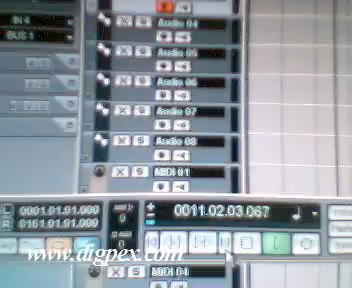 Audio 04
IN 4
BUS 1
Audio 05
Audio 06
Audio 07
Audio 08
MIDI 01
L 0001.01.01.000
R 0161.01.01.000
0011.02.03.067
www.digpex.com
MIDI 04